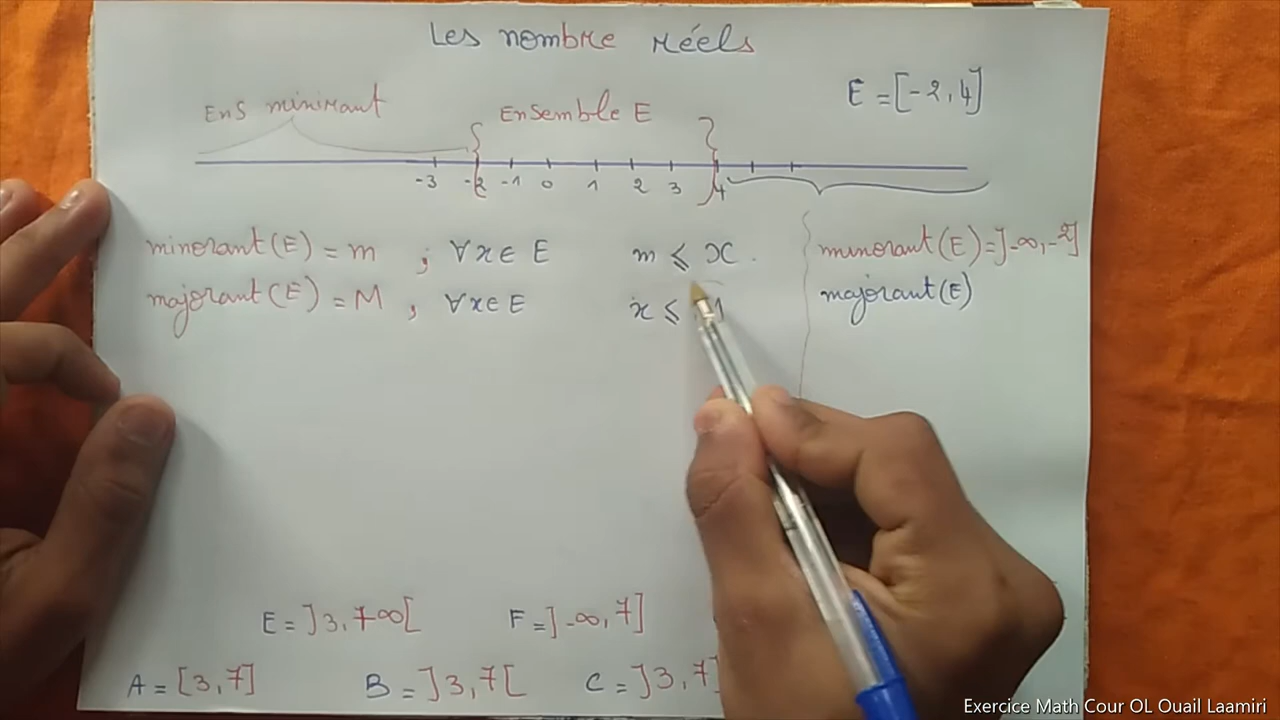 Les nombre réels
E = [-2, 4]
Ens minirant
Ensemble E
-3 -2 -1 0 1 2 3 4
minorant(E) = m ; ∀x∈ E m ⩽ x .
majorant(E) = M , ∀x∈ E x ⩽ M
minorant(E)=]-∞,-2]
majorant(E)
E = ]3, +∞[ F = ]-∞, 7]
A = [3, 7] B = ]3, 7[ C = ]3, 7]
Exercice Math Cour OL Ouail Laamiri